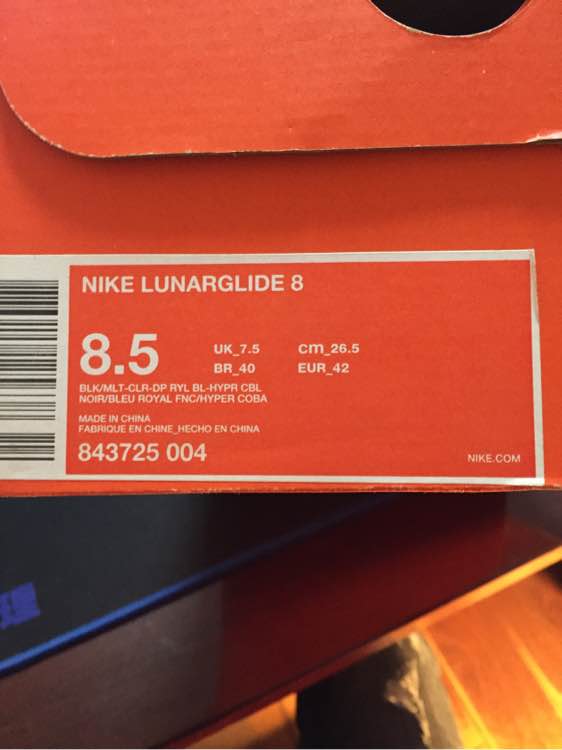 NIKE LUNARGLIDE 8
8.5
UK_7.5
cm_26.5
BR_40
EUR_42
BLK/MLT-CLR-DP RYL BL-HYPR CBL
NOIR/BLEU ROYAL FNC/HYPER COBA
MADE IN CHINA
FABRIQUE EN CHINE_HECHO EN CHINA
843725 004
NIKE.COM
理